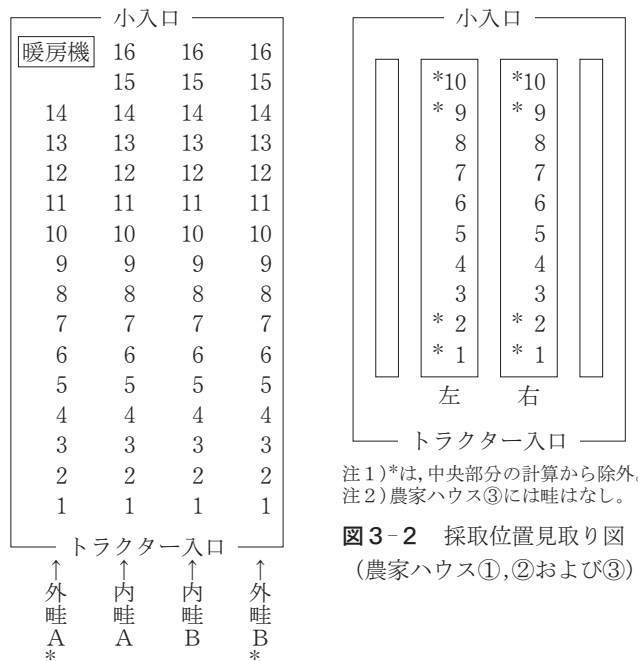 小入口
暖房機 16 16 16
15 15 15
14 14 14 14
13 13 13 13
12 12 12 12
11 11 11 11
10 10 10 10
9 9 9 9
8 8 8 8
7 7 7 7
6 6 6 6
5 5 5 5
4 4 4 4
3 3 3 3
2 2 2 2
1 1 1 1
トラクター入口
↑ ↑ ↑ ↑
外畦A* 内畦A 内畦B 外畦B*
小入口
*10 *10
* 9 * 9
8 8
7 7
6 6
5 5
4 4
3 3
* 2 * 2
* 1 * 1
左 右
トラクター入口
注1)*は,中央部分の計算から除外。
注2)農家ハウス③には畦はなし。
図3-2 採取位置見取り図
(農家ハウス①,②および③)